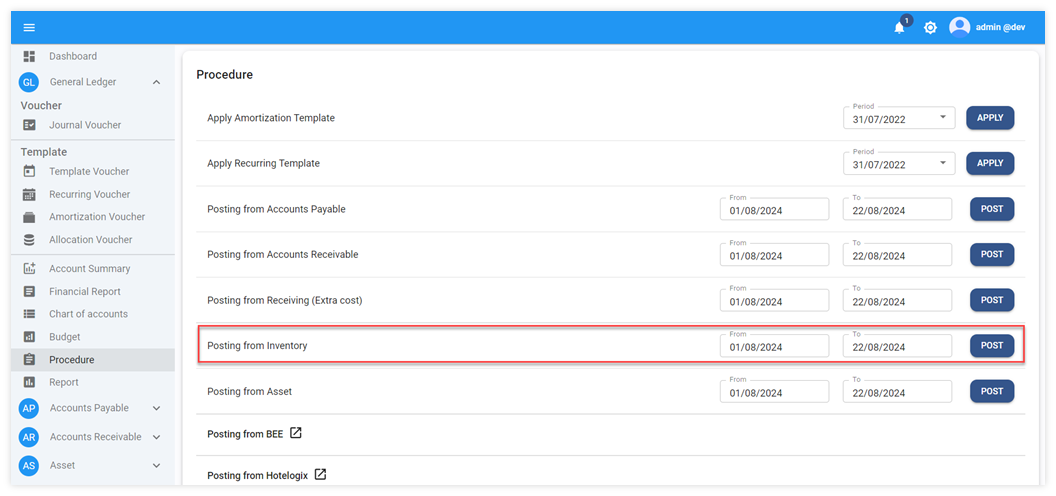 1
admin @dev
Dashboard
GL General Ledger
Voucher
Journal Voucher
Template
Template Voucher
Recurring Voucher
Amortization Voucher
Allocation Voucher
Account Summary
Financial Report
Chart of accounts
Budget
Procedure
Report
AP Accounts Payable
AR Accounts Receivable
AS Asset
Procedure
Apply Amortization Template Period 31/07/2022 APPLY
Apply Recurring Template Period 31/07/2022 APPLY
Posting from Accounts Payable From 01/08/2024 To 22/08/2024 POST
Posting from Accounts Receivable From 01/08/2024 To 22/08/2024 POST
Posting from Receiving (Extra cost) From 01/08/2024 To 22/08/2024 POST
Posting from Inventory From 01/08/2024 To 22/08/2024 POST
Posting from Asset From 01/08/2024 To 22/08/2024 POST
Posting from BEE
Posting from Hotelogix